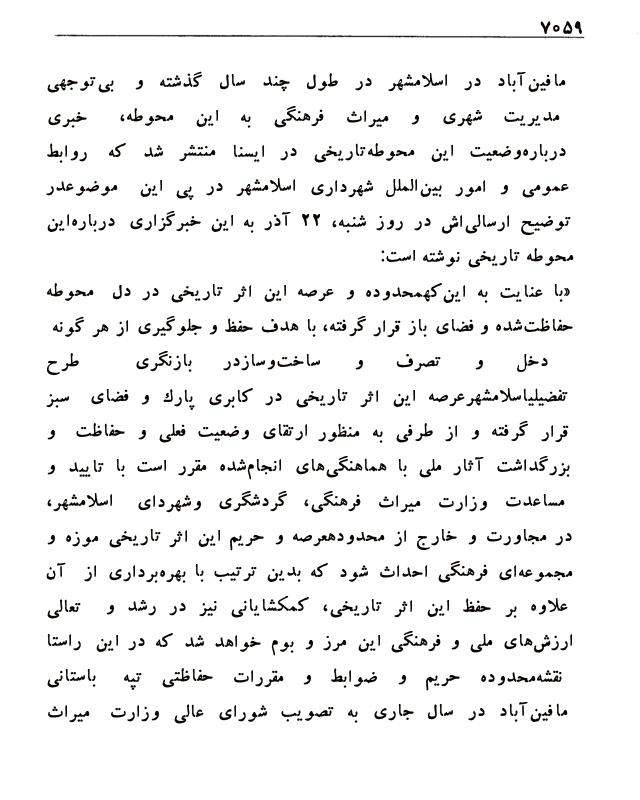 ۷۰۵۹
مافین‌آباد در اسلامشهر در طول چند سال گذشته و بی‌توجهی
مدیریت شهری و میراث فرهنگی به این محوطه، خبری
درباره‌وضعیت این محوطه‌تاریخی در ایسنا منتشر شد که روابط
عمومی و امور بین‌الملل شهرداری اسلامشهر در پی این موضوعدر
توضیح ارسالی‌اش در روز شنبه، ۲۲ آذر به این خبرگزاری درباره‌این
محوطه تاریخی نوشته است:
«با عنایت به این‌کهمحدوده و عرصه این اثر تاریخی در دل محوطه
حفاظت‌شده و فضای باز قرار گرفته، با هدف حفظ و جلوگیری از هر گونه
دخل و تصرف و ساخت‌وسازدر بازنگری طرح
تفضیلیاسلامشهرعرصه این اثر تاریخی در کابری پارك و فضای سبز
قرار گرفته و از طرفی به منظور ارتقای وضعیت فعلی و حفاظت و
بزرگداشت آثار ملی با هماهنگی‌های انجام‌شده مقرر است با تایید و
مساعدت وزارت میراث فرهنگی، گردشگری وشهردای اسلامشهر،
در مجاورت و خارج از محدودهعرصه و حریم این اثر تاریخی موزه و
مجموعه‌ای فرهنگی احداث شود که بدین ترتیب با بهره‌برداری از آن
علاوه بر حفظ این اثر تاریخی، کمکشایانی نیز در رشد و تعالی
ارزش‌های ملی و فرهنگی این مرز و بوم خواهد شد که در این راستا
نقشه‌محدوده حریم و ضوابط و مقررات حفاظتی تپه باستانی
مافین‌آباد در سال جاری به تصویب شورای عالی وزارت میراث